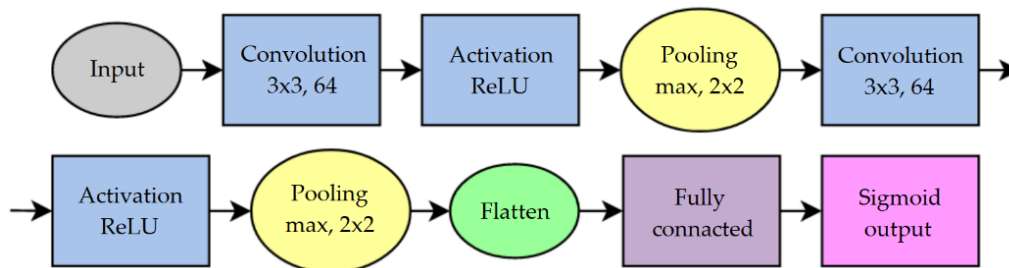 Input
Convolution
3x3, 64
Activation
ReLU
Pooling
max, 2x2
Convolution
3x3, 64
Activation
ReLU
Pooling
max, 2x2
Flatten
Fully
connacted
Sigmoid
output